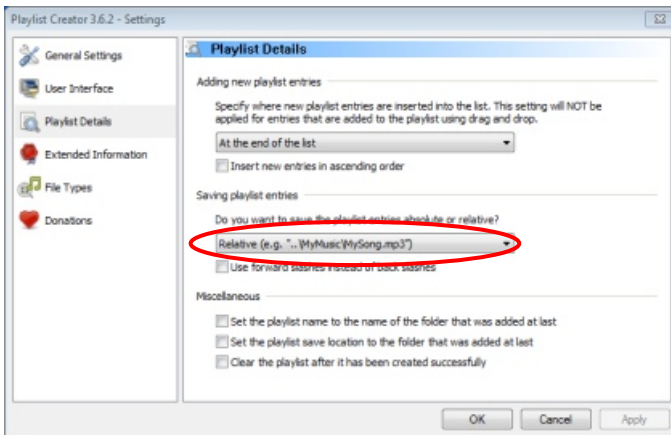 Playlist Creator 3.6.2 - Settings
General Settings
User Interface
Playlist Details
Extended Information
File Types
Donations
Playlist Details
Adding new playlist entries
Specify where new playlist entries are inserted into the list. This setting will NOT be
applied for entries that are added to the playlist using drag and drop.
At the end of the list
Insert new entries in ascending order
Saving playlist entries
Do you want to save the playlist entries absolute or relative?
Relative (e.g. "..\MyMusic\MySong.mp3")
Use forward slashes instead of back slashes
Miscellaneous
Set the playlist name to the name of the folder that was added at last
Set the playlist save location to the folder that was added at last
Clear the playlist after it has been created successfully
OK
Cancel
Apply